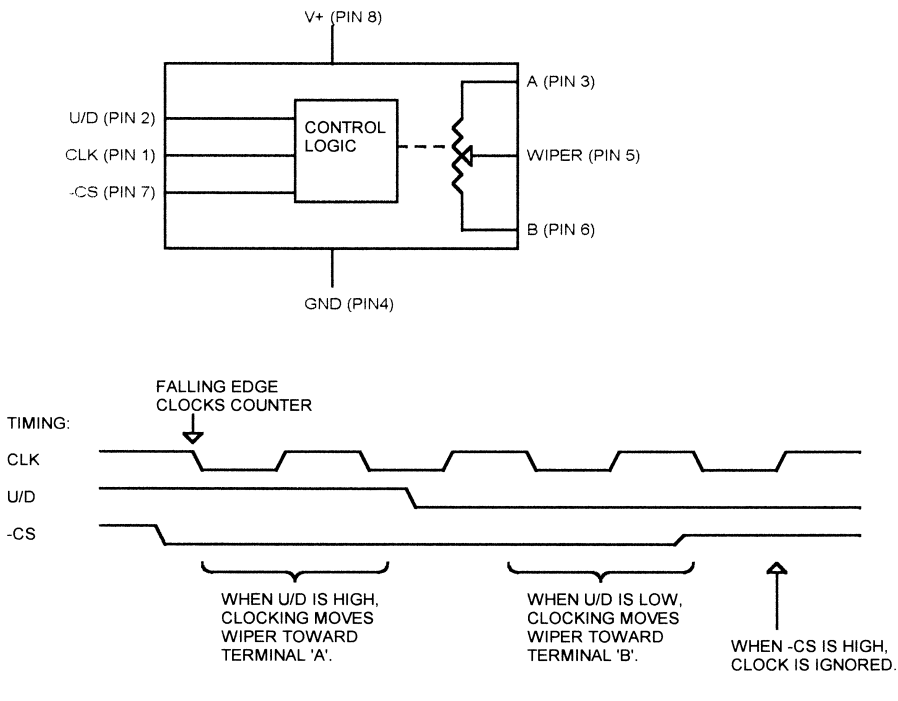 V+ (PIN 8)
A (PIN 3)
U/D (PIN 2)
CONTROL
LOGIC
CLK (PIN 1)
WIPER (PIN 5)
-CS (PIN 7)
B (PIN 6)
GND (PIN4)
FALLING EDGE
CLOCKS COUNTER
TIMING:
CLK
U/D
-CS
WHEN U/D IS HIGH,
CLOCKING MOVES
WIPER TOWARD
TERMINAL 'A'.
WHEN U/D IS LOW,
CLOCKING MOVES
WIPER TOWARD
TERMINAL 'B'.
WHEN -CS IS HIGH,
CLOCK IS IGNORED.